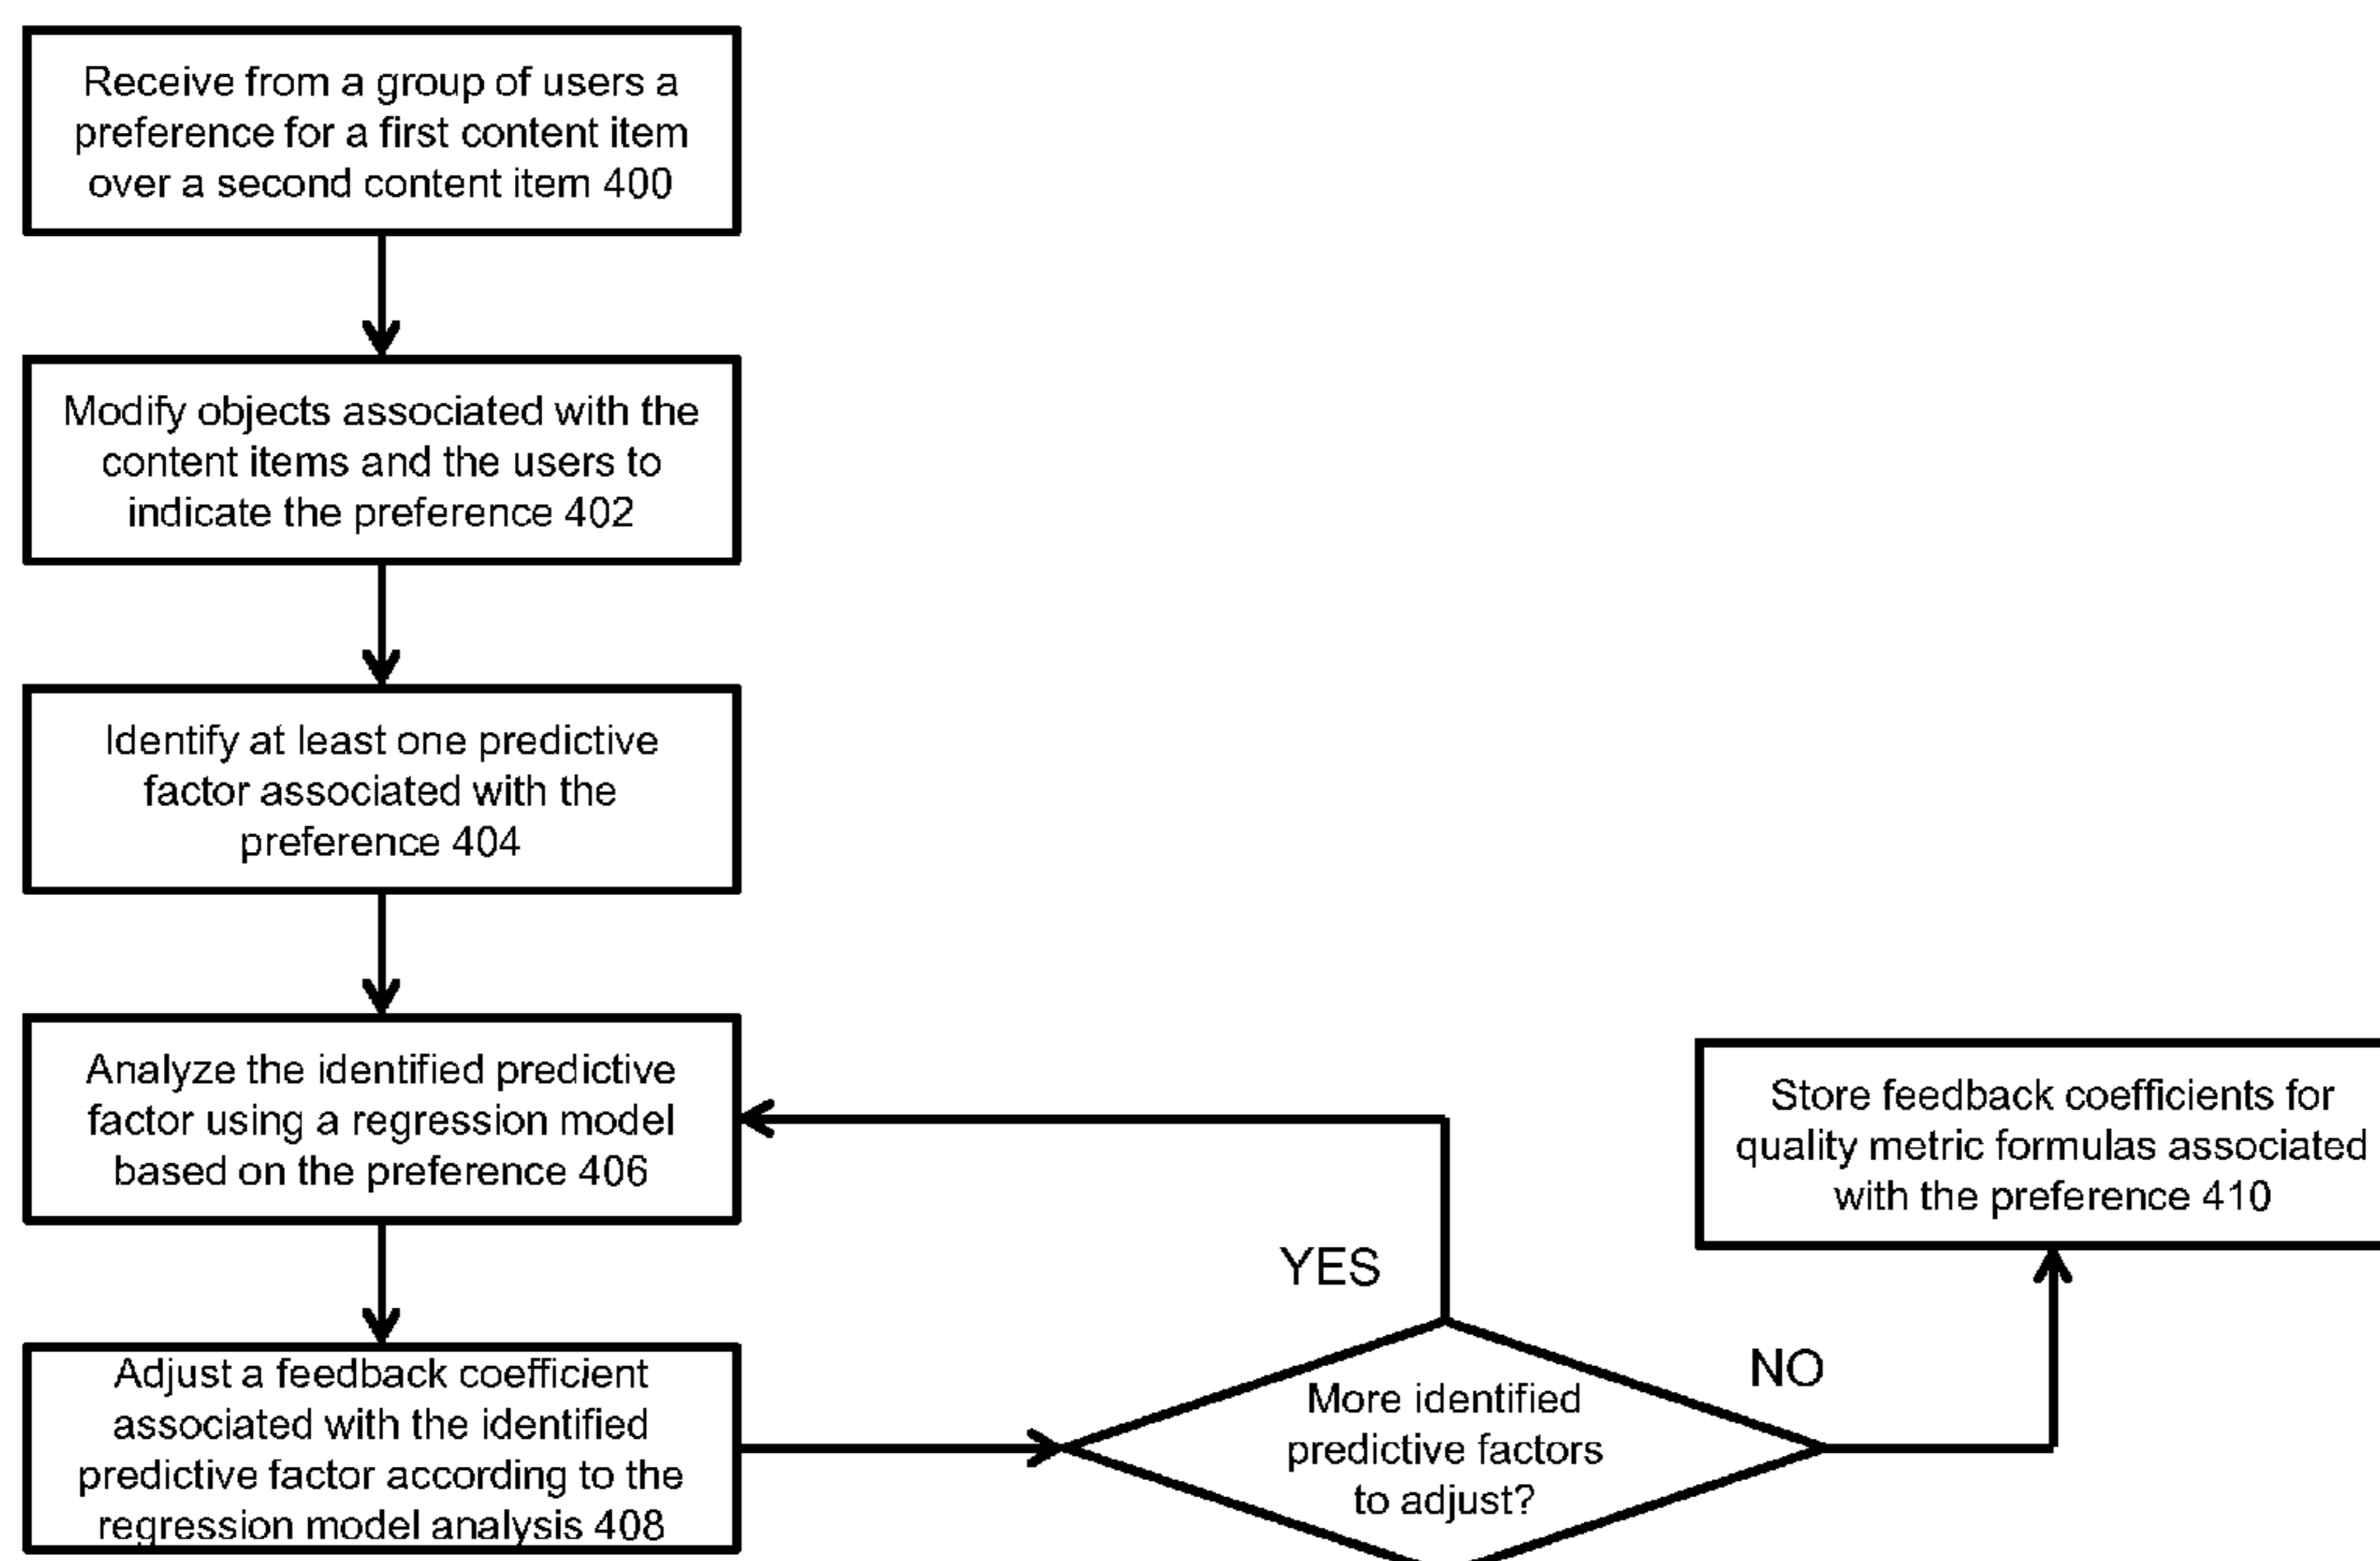 Receive from a group of users a
preference for a first content item
over a second content item 400
Modify objects associated with the
content items and the users to
indicate the preference 402
Identify at least one predictive
factor associated with the
preference 404
Analyze the identified predictive
factor using a regression model
based on the preference 406
Adjust a feedback coefficient
associated with the identified
predictive factor according to the
regression model analysis 408
More identified
predictive factors
to adjust?
YES
NO
Store feedback coefficients for
quality metric formulas associated
with the preference 410